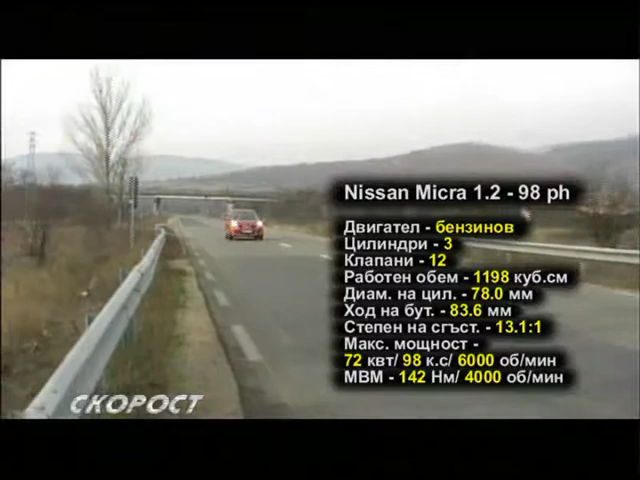 Nissan Micra 1.2 - 98 ph
Двигател - бензинов
Цилиндри - 3
Клапани - 12
Работен обем - 1198 куб.см
Диам. на цил. - 78.0 мм
Ход на бут. - 83.6 мм
Степен на сгъст. - 13.1:1
Макс. мощност -
72 квт/ 98 к.с/ 6000 об/мин
МВМ - 142 Нм/ 4000 об/мин
СКОРОСТ